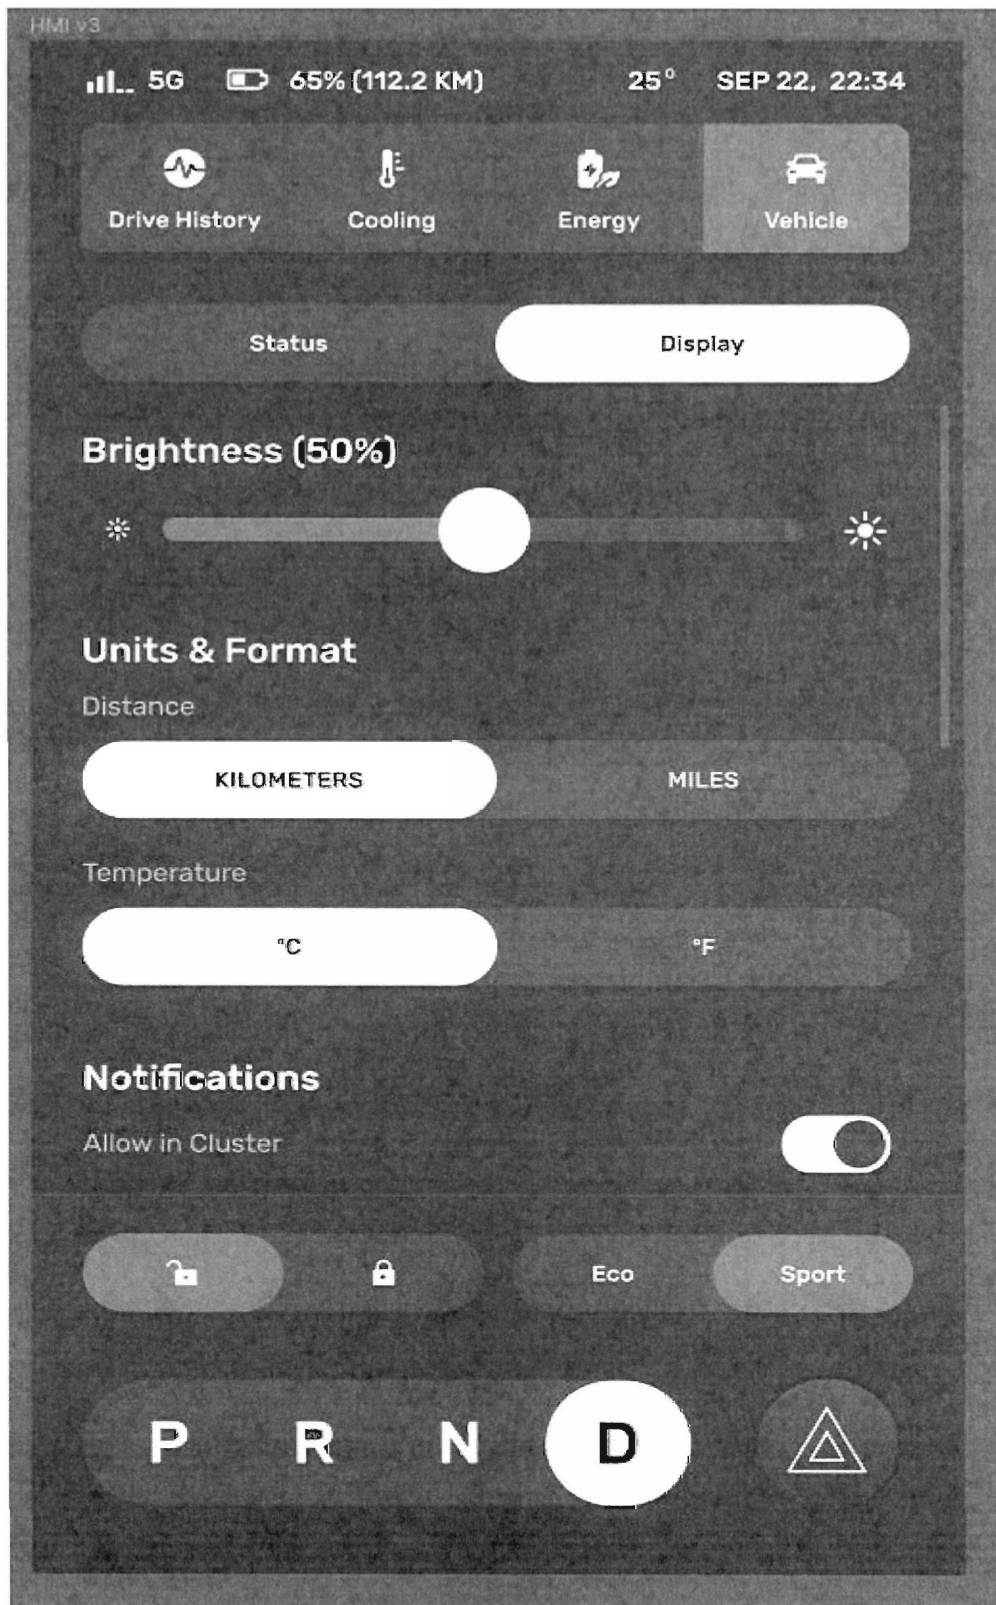 HMI v3
5G 65% (112.2 KM) 25° SEP 22, 22:34
Drive History Cooling Energy Vehicle
Status Display
Brightness (50%)
Units & Format
Distance
KILOMETERS MILES
Temperature
°C °F
Notifications
Allow in Cluster
Eco Sport
P R N D